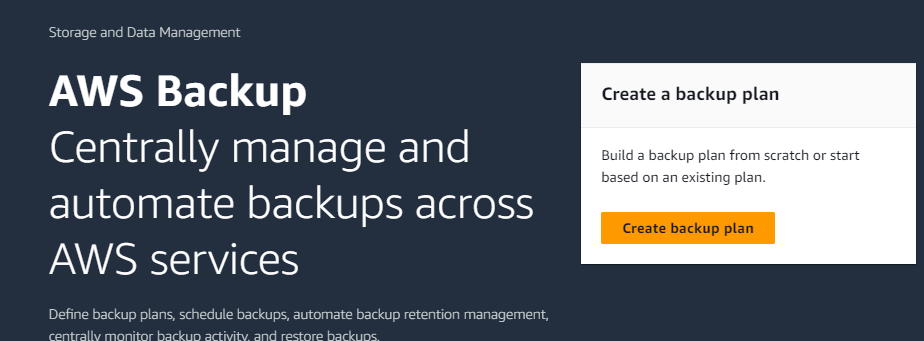 Storage and Data Management
AWS Backup
Centrally manage and
automate backups across
AWS services
Define backup plans, schedule backups, automate backup retention management,
centrally monitor backup activity, and restore backups.
Create a backup plan
Build a backup plan from scratch or start
based on an existing plan.
Create backup plan